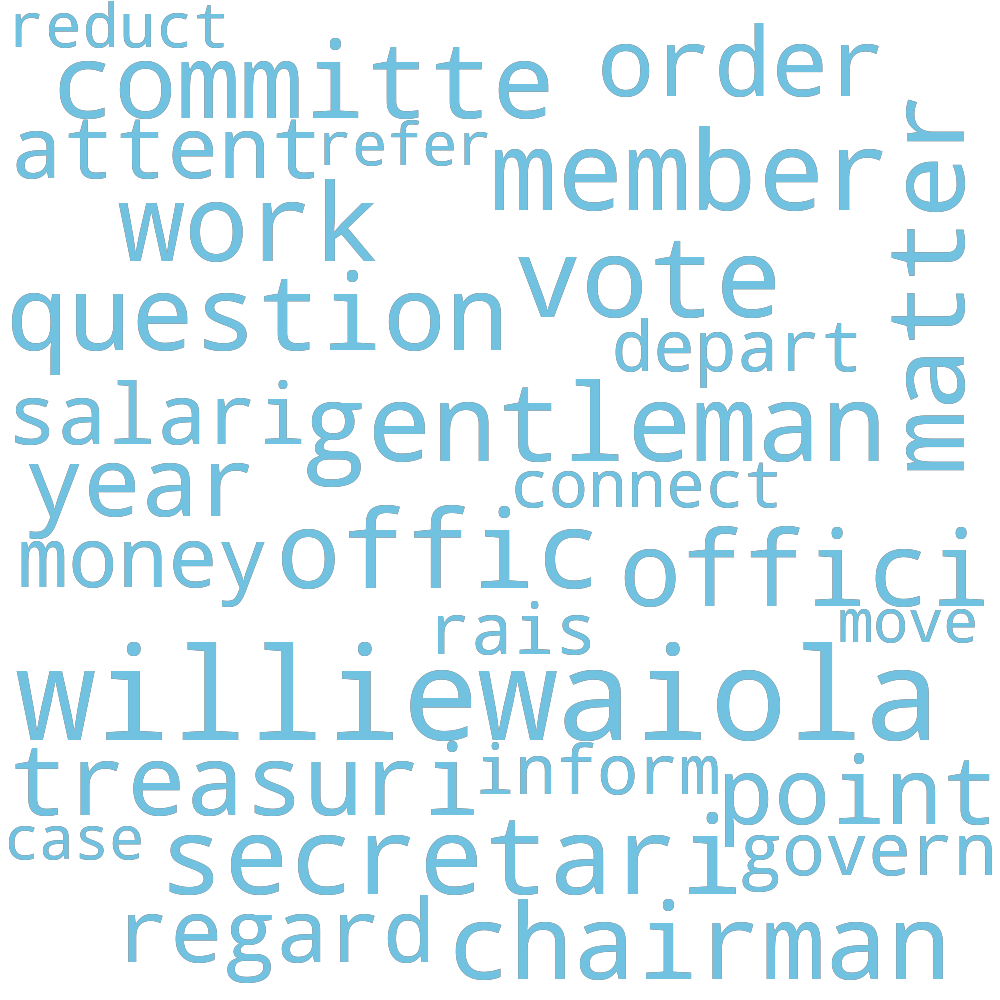 reduct
committe
order
attent
refer
member
matter
work
vote
question
depart
salari
gentleman
year
connect
offic
money
offici
rais
move
williewaiola
treasuri
inform
point
case
secretari
govern
regard
chairman